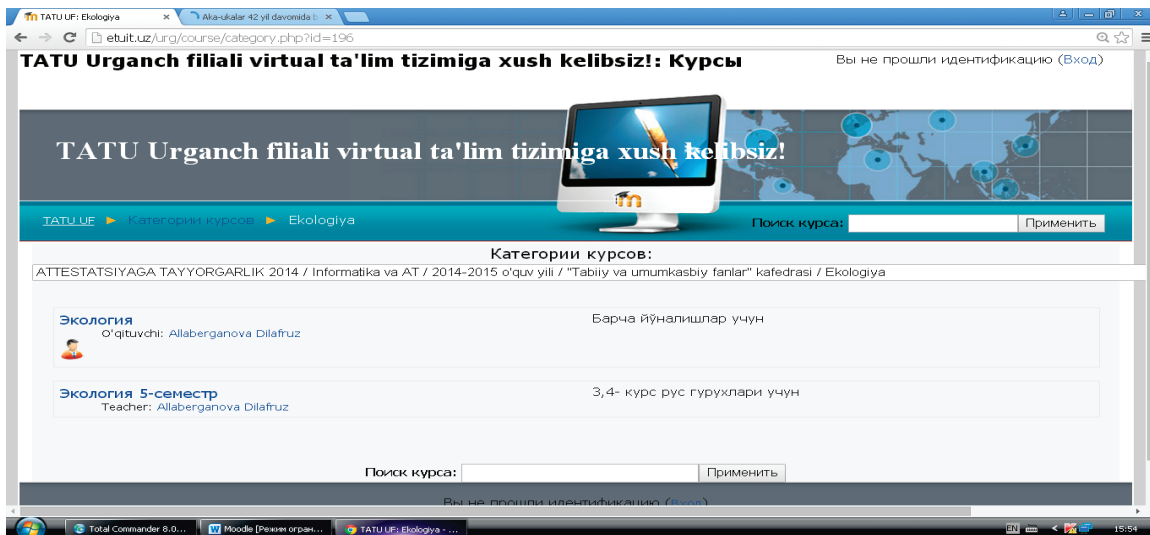 TATU UF: Ekologiya
Aka-ukalar 42 yil davomida b
etuit.uz/urg/course/category.php?id=196
TATU Urganch filiali virtual ta'lim tizimiga xush kelibsiz!: Курсы
Вы не прошли идентификацию (Вход)
TATU Urganch filiali virtual ta'lim tizimiga xush kelibsiz!
TATU UF ► Категории курсов ► Ekologiya
Поиск курса:
Применить
Категории курсов:
ATTESTATSIYAGA TAYYORGARLIK 2014 / Informatika va AT / 2014-2015 o'quv yili / "Tabiiy va umumkasbiy fanlar" kafedrasi / Ekologiya
Экология
Барча йўналишлар учун
O'qituvchi: Allaberganova Dilafruz
Экология 5-семестр
3,4- курс рус гурухлари учун
Teacher: Allaberganova Dilafruz
Поиск курса:
Применить
Вы не прошли идентификацию (Вход)
Total Commander 8.0...
Moodle [Режим огран...
TATU UF: Ekologiya - ...
EN
15:54